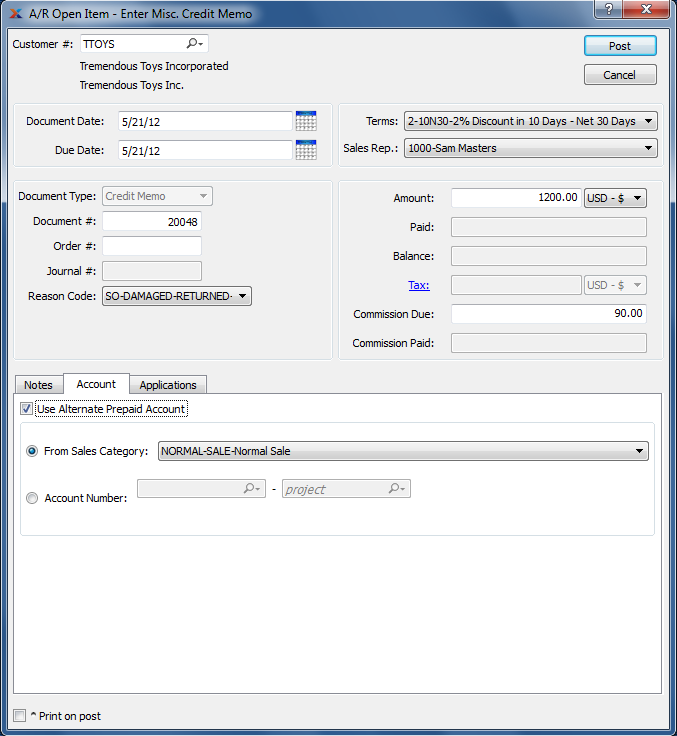 A/R Open Item - Enter Misc. Credit Memo
?
Customer #: TTOYS
Post
Tremendous Toys Incorporated
Cancel
Tremendous Toys Inc.
Document Date: 5/21/12
Due Date: 5/21/12
Terms: 2-10N30-2% Discount in 10 Days - Net 30 Days
Sales Rep.: 1000-Sam Masters
Document Type: Credit Memo
Document #: 20048
Order #:
Journal #:
Reason Code: SO-DAMAGED-RETURNED-
Amount: 1200.00 USD - $
Paid:
Balance:
Tax: USD - $
Commission Due: 90.00
Commission Paid:
Notes Account Applications
Use Alternate Prepaid Account
From Sales Category: NORMAL-SALE-Normal Sale
Account Number: - project
^ Print on post